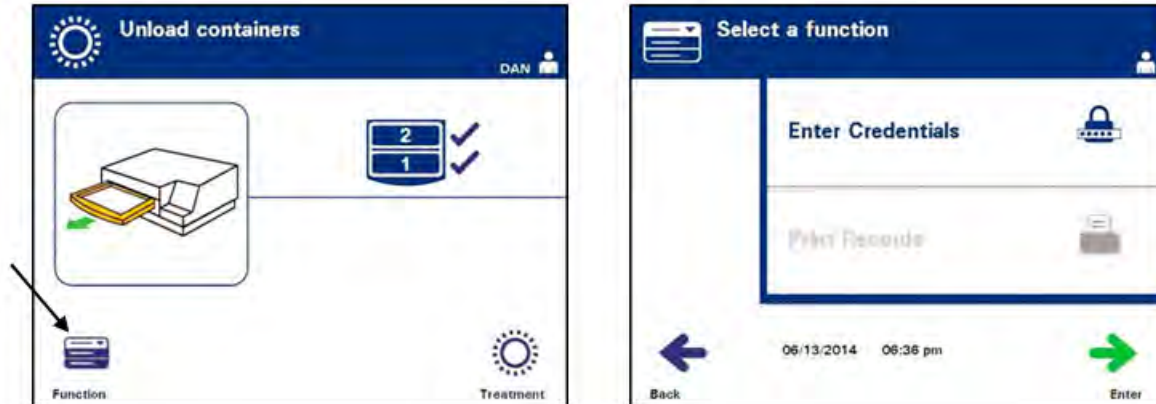 Unload containers
DAN
2
1
Function
Treatment
Select a function
Enter Credentials
Print Records
06/13/2014 06:36 pm
Back
Enter